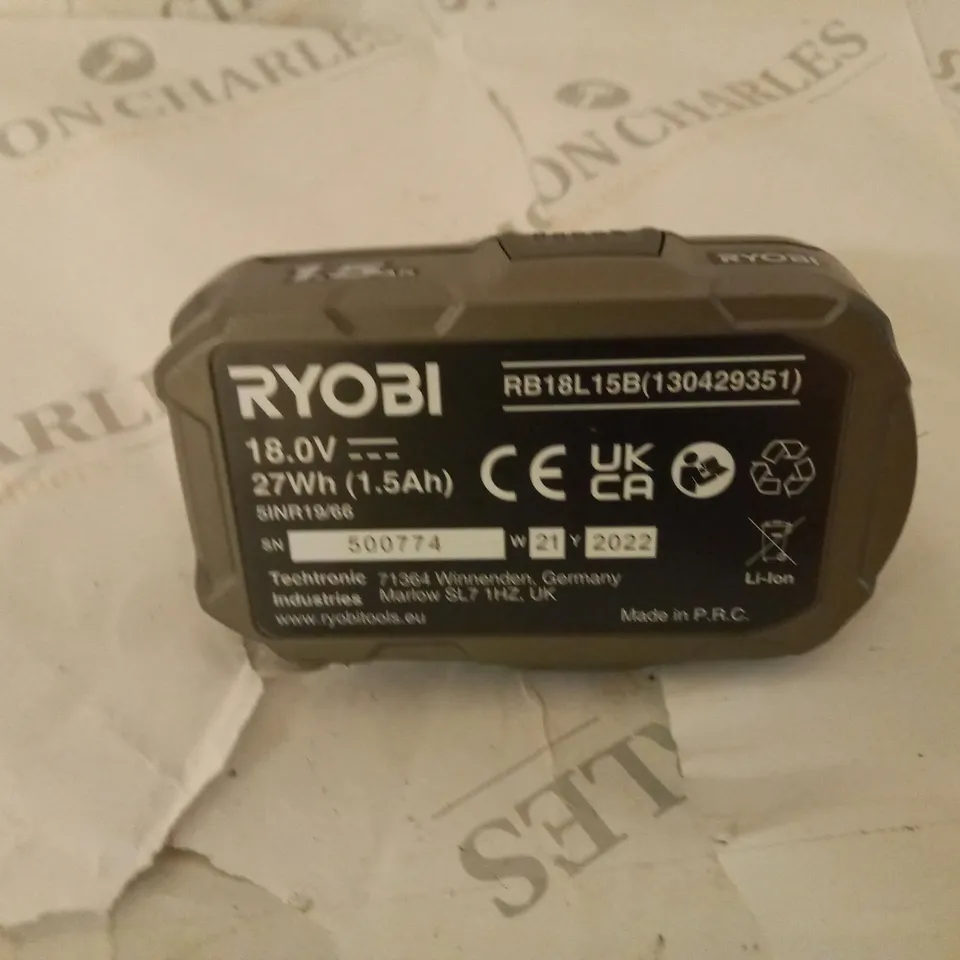 ON CHARLES
ON CHARLES
RYOBI
RYOBI
RB18L15B(130429351)
18.0V
27Wh (1.5Ah)
5INR19/66
CE
UK
CA
SN 500774 W 21 Y 2022
Techtronic 71364 Winnenden, Germany
Industries Marlow SL7 1HZ, UK
www.ryobitools.eu
Li-Ion
Made in P.R.C.
LES